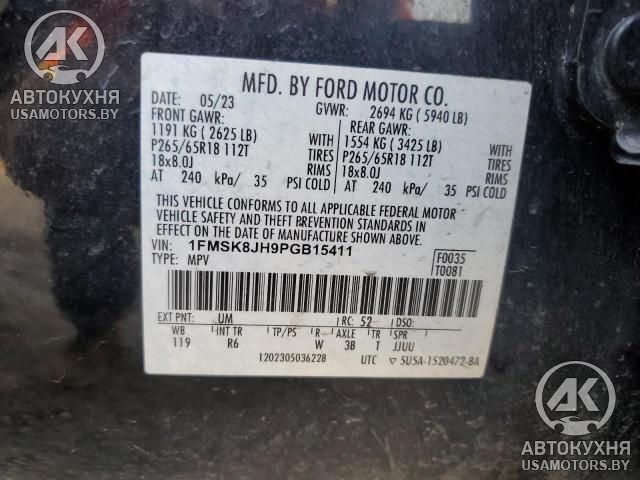 АК
АВТОКУХНЯ
USAMOTORS.BY
MFD. BY FORD MOTOR CO.
DATE: 05/23 GVWR: 2694 KG ( 5940 LB)
FRONT GAWR: REAR GAWR:
1191 KG ( 2625 LB) WITH 1554 KG ( 3425 LB) WITH
P265/65R18 112T TIRES P265/65R18 112T TIRES
18x8.0J RIMS 18x8.0J RIMS
AT 240 kPa/ 35 PSI COLD AT 240 kPa/ 35 PSI COLD
THIS VEHICLE CONFORMS TO ALL APPLICABLE FEDERAL MOTOR
VEHICLE SAFETY AND THEFT PREVENTION STANDARDS IN
EFFECT ON THE DATE OF MANUFACTURE SHOWN ABOVE.
VIN: 1FMSK8JH9PGB15411 F0035
TYPE: MPV T0081
EXT PNT: UM RC: 52 DSO:
WB INT TR TP/PS R AXLE TR SPR
119 R6 W 3B T JJUU
1202305036228 UTC ▽ 5U5A-1520472-BA
АК
АВТОКУХНЯ
USAMOTORS.BY